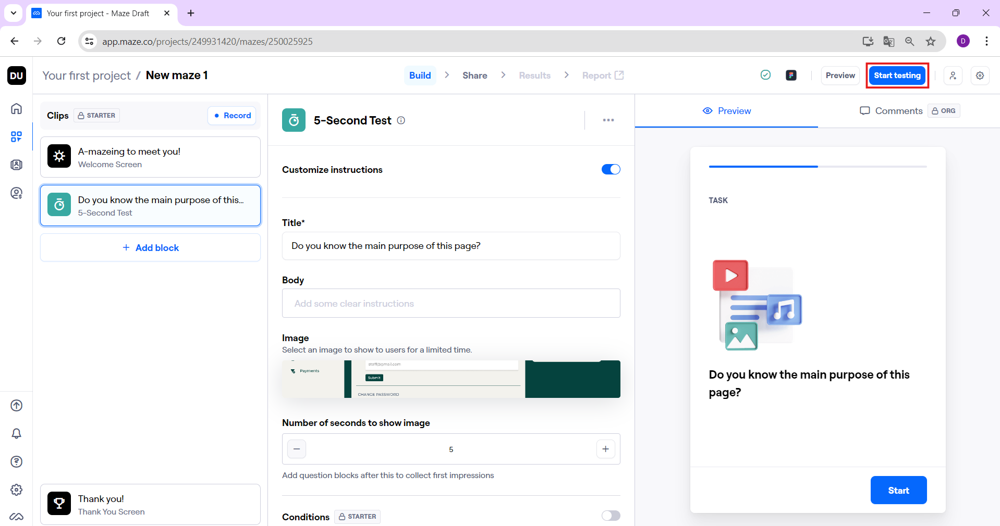 Your first project - Maze Draft
app.maze.co/projects/249931420/mazes/250025925
D
DU
Your first project / New maze 1
Build
Share
Results
Report
Preview
Start testing
Clips
STARTER
Record
A-mazeing to meet you!
Welcome Screen
Do you know the main purpose of this...
5-Second Test
+ Add block
Thank you!
Thank You Screen
5-Second Test
Customize instructions
Title*
Do you know the main purpose of this page?
Body
Add some clear instructions
Image
Select an image to show to users for a limited time.
staff@gmail.com
Payments
Submit
CHANGE PASSWORD
Number of seconds to show image
5
Add question blocks after this to collect first impressions
Conditions
STARTER
Preview
Comments
ORG
TASK
Do you know the main purpose of this
page?
Start